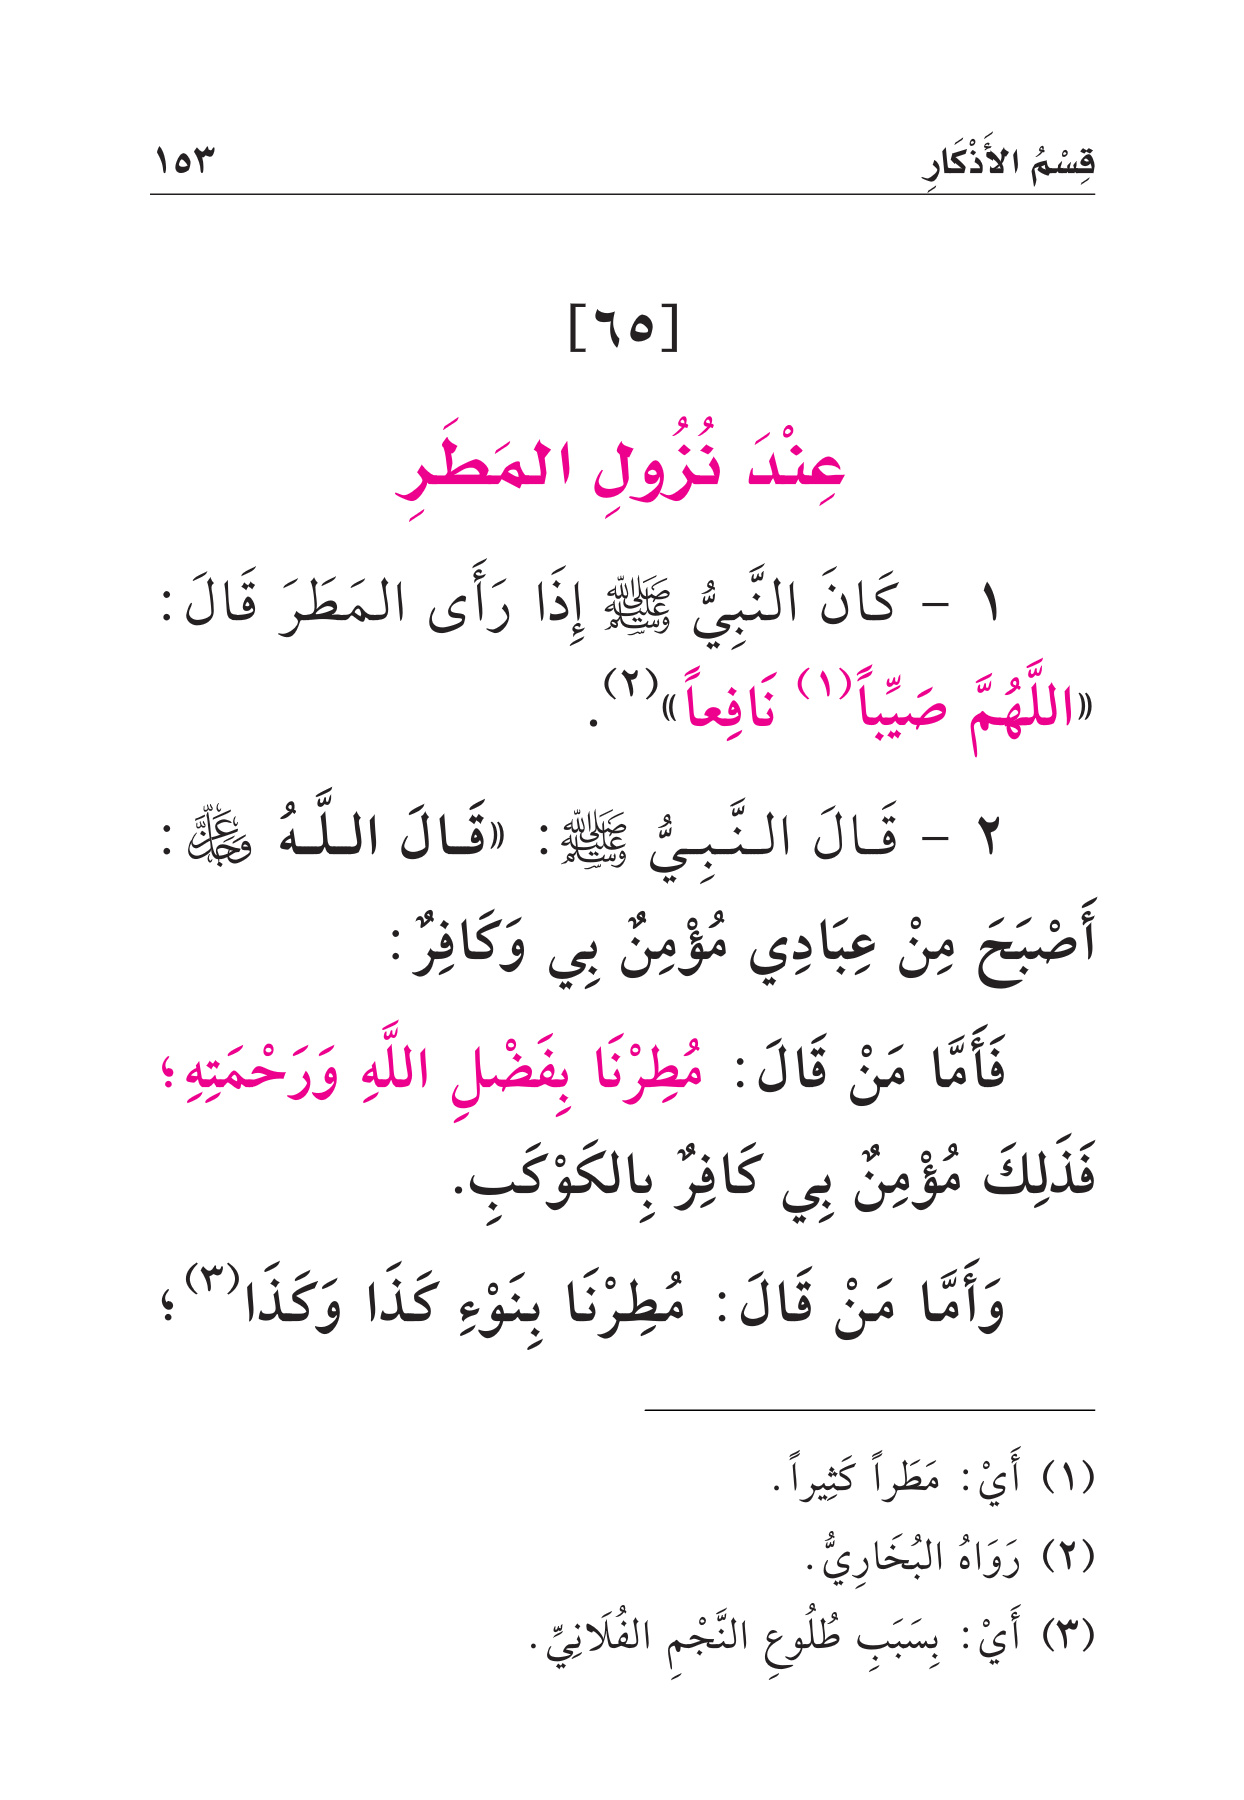 قِسْمُ الأَذْكَارِ ١٥٣
[٦٥]
عِنْدَ نُزُولِ المَطَرِ
١ - كَانَ النَّبِيُّ ﷺ إِذَا رَأَى المَطَرَ قَالَ:
«اللَّهُمَّ صَيِّباً(١) نَافِعاً»(٢).
٢ - قَالَ النَّبِيُّ ﷺ: «قَالَ اللَّهُ عَزَّ وَجَلَّ:
أَصْبَحَ مِنْ عِبَادِي مُؤْمِنٌ بِي وَكَافِرٌ:
فَأَمَّا مَنْ قَالَ: مُطِرْنَا بِفَضْلِ اللَّهِ وَرَحْمَتِهِ؛
فَذَلِكَ مُؤْمِنٌ بِي كَافِرٌ بِالكَوْكَبِ.
وَأَمَّا مَنْ قَالَ: مُطِرْنَا بِنَوْءِ كَذَا وَكَذَا(٣)؛
(١) أَيْ: مَطَراً كَثِيراً.
(٢) رَوَاهُ البُخَارِيُّ.
(٣) أَيْ: بِسَبَبِ طُلُوعِ النَّجْمِ الفُلَانِيِّ.